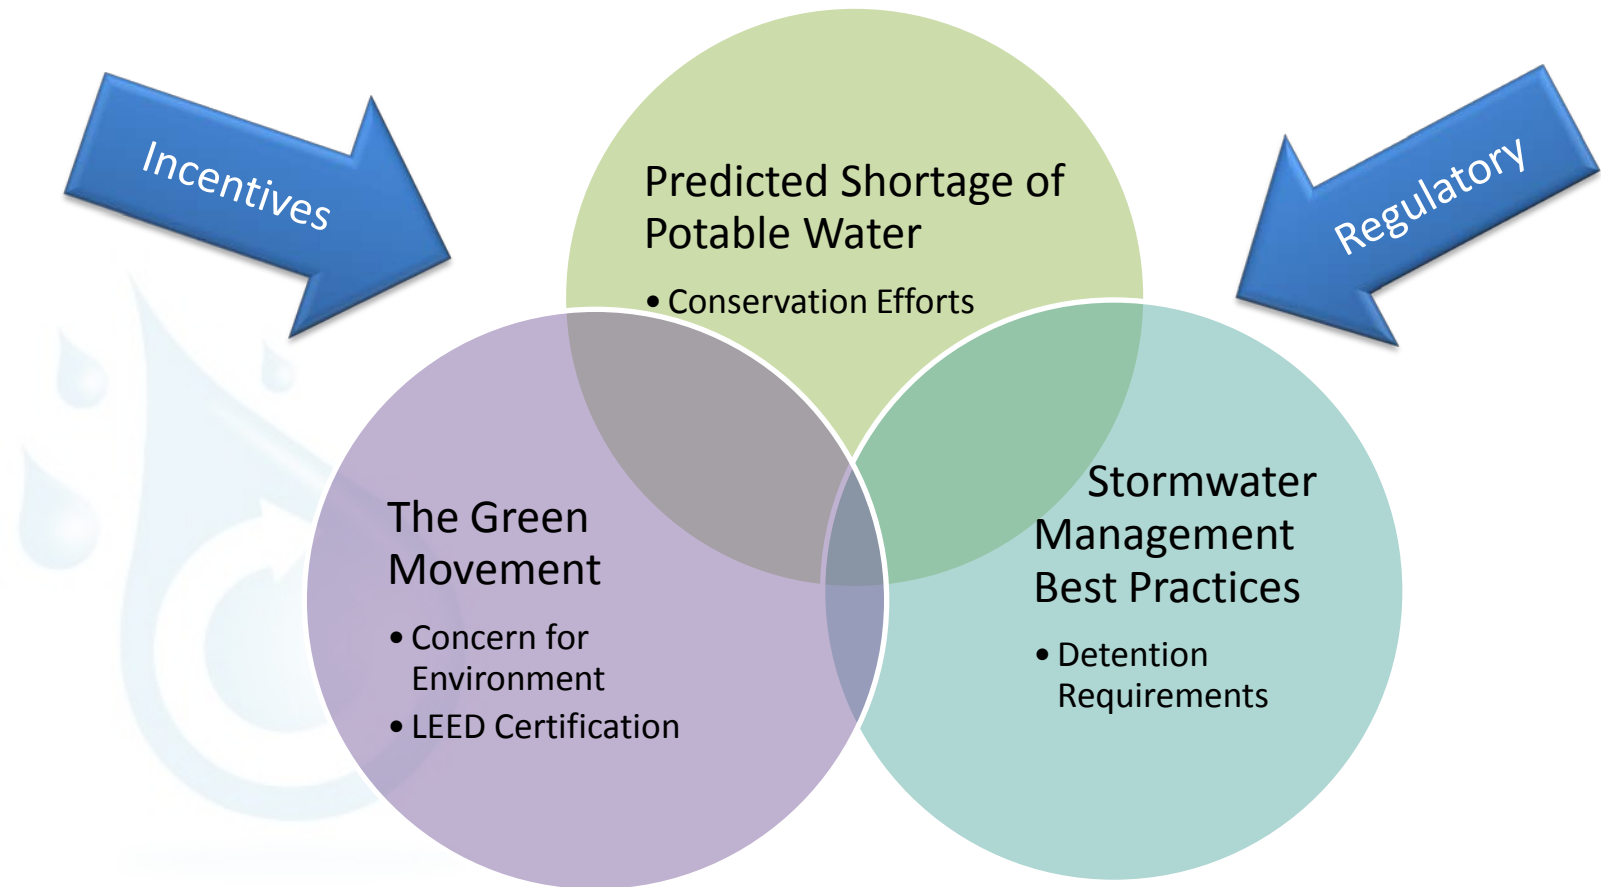 Incentives
Regulatory
Predicted Shortage of
Potable Water
• Conservation Efforts
The Green
Movement
• Concern for
Environment
• LEED Certification
Stormwater
Management
Best Practices
• Detention
Requirements